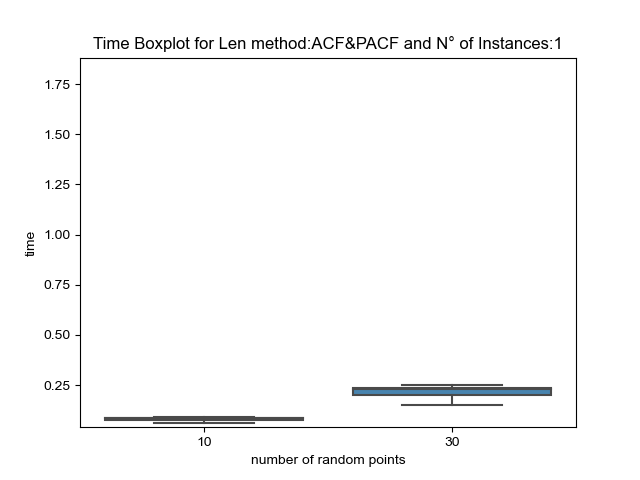 Time Boxplot for Len method:ACF&PACF and N° of Instances:1
1.75
1.50
1.25
1.00
0.75
0.50
0.25
time
10 30
number of random points